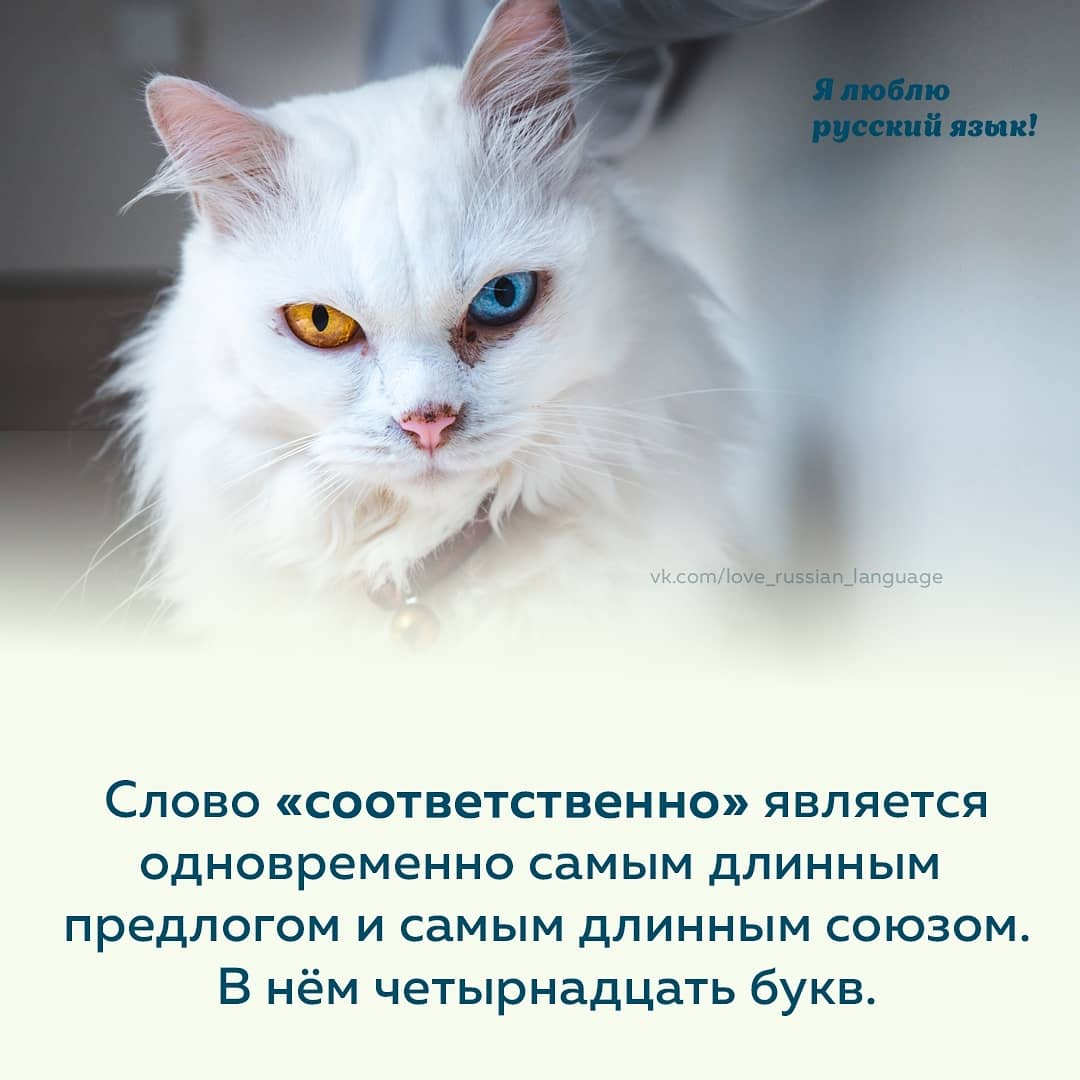 Я люблю
русский язык!
vk.com/love_russian_language
Слово «соответственно» является
одновременно самым длинным
предлогом и самым длинным союзом.
В нём четырнадцать букв.